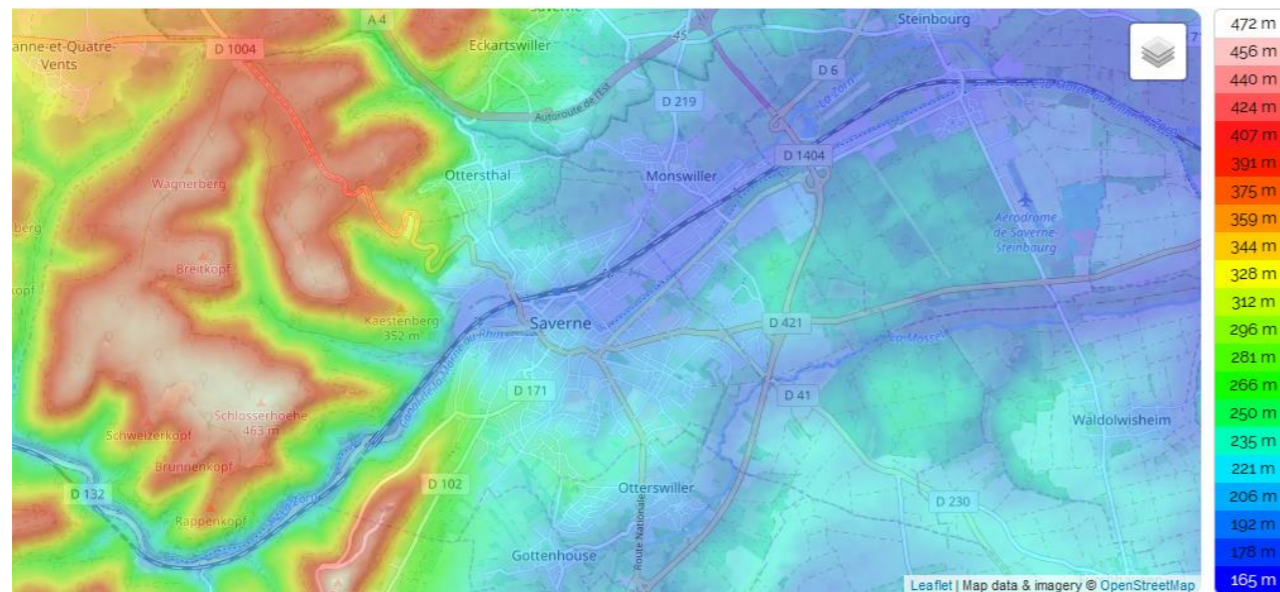 Saverne
Steinbourg
A 4
45
anne-et-Quatre-
Vents
D 1004
Eckartswiller
D 6
La Zorn
D 219
Autoroute de l'Est
D 1404
Wagnerberg
Ottersthal
Monswiller
Aérodrome
de Saverne-
Steinbourg
berg
Breitkopf
kopf
Kaestenberg
352 m
Saverne
D 421
La Mossel
D 171
D 41
Schlosserhoehe
463 m
Waldolwisheim
Schweizerkopf
Brunnenkopf
D 132
D 102
Otterswiller
D 230
Rappenkopf
Route Nationale
Gottenhouse
Leaflet | Map data & imagery © OpenStreetMap
472 m
456 m
440 m
424 m
407 m
391 m
375 m
359 m
344 m
328 m
312 m
296 m
281 m
266 m
250 m
235 m
221 m
206 m
192 m
178 m
165 m